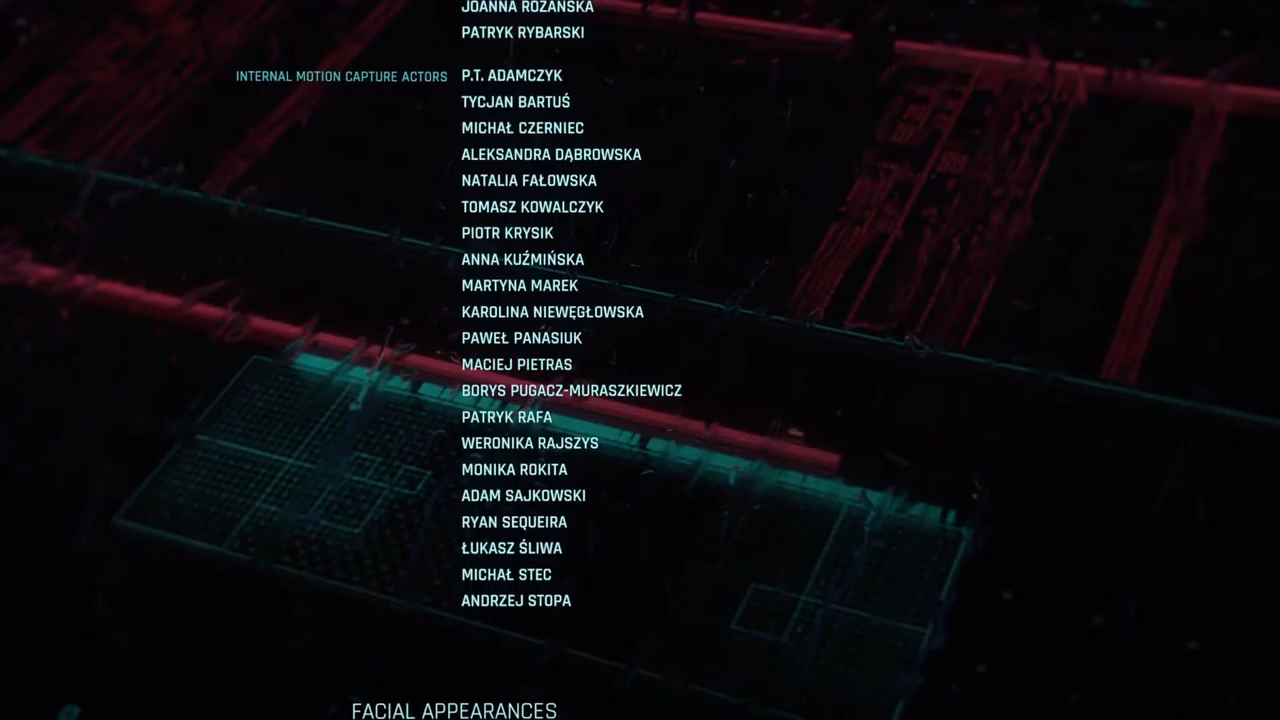 JOANNA ROZAŃSKA
PATRYK RYBARSKI
INTERNAL MOTION CAPTURE ACTORS P.T. ADAMCZYK
TYCJAN BARTUŚ
MICHAŁ CZERNIEC
ALEKSANDRA DĄBROWSKA
NATALIA FAŁOWSKA
TOMASZ KOWALCZYK
PIOTR KRYSIK
ANNA KUŹMIŃSKA
MARTYNA MAREK
KAROLINA NIEWĘGŁOWSKA
PAWEŁ PANASIUK
MACIEJ PIETRAS
BORYS PUGACZ-MURASZKIEWICZ
PATRYK RAFA
WERONIKA RAJSZYS
MONIKA ROKITA
ADAM SAJKOWSKI
RYAN SEQUEIRA
ŁUKASZ ŚLIWA
MICHAŁ STEC
ANDRZEJ STOPA
FACIAL APPEARANCES